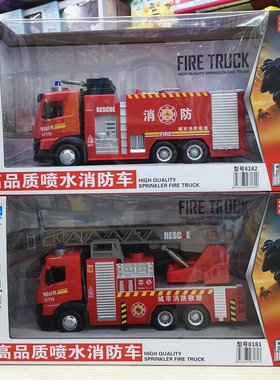 FIRE TRUCK
HIGH QUALITY SPRINKLER FIRE TRUCK
RESCUE
消防
FIRE
119
城市消防救援
型号8182
高品质喷水消防车
HIGH QUALITY
SPRINKLER FIRE TRUCK
FIRE TRUCK
RESCUE
119
城市消防救援
型号8181
高品质喷水消防车
HIGH QUALITY
SPRINKLER FIRE TRUCK